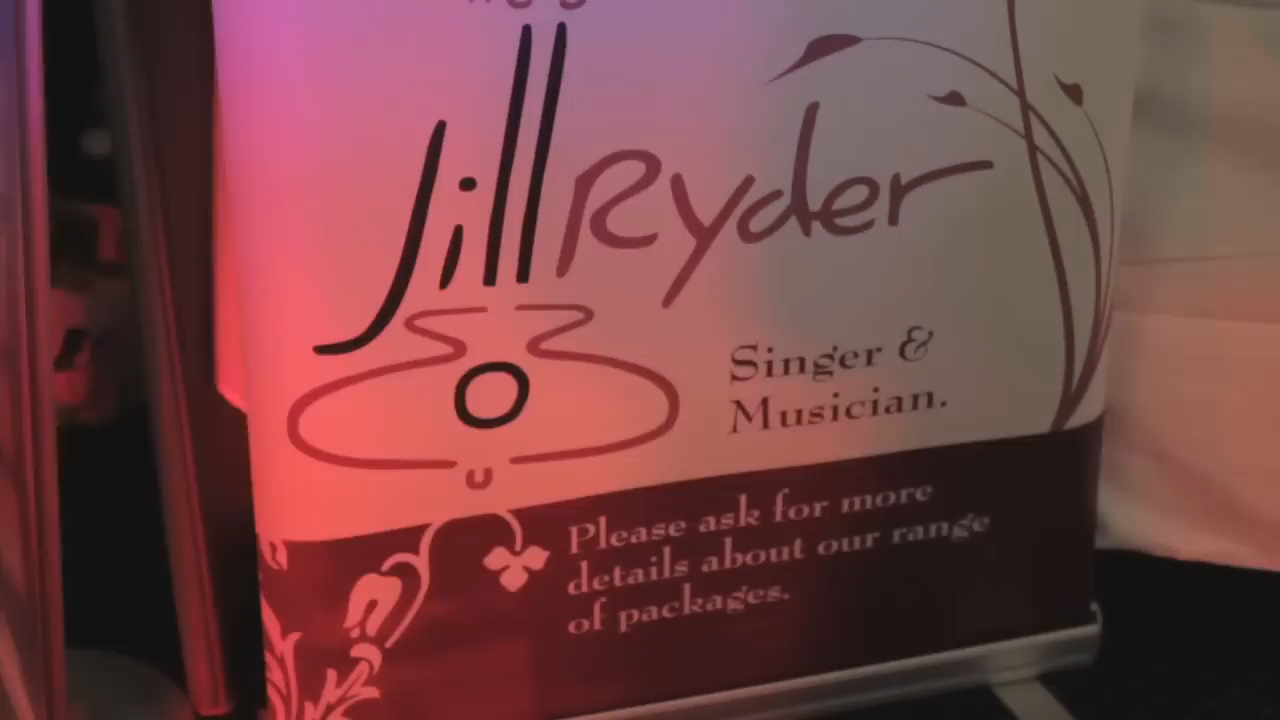 Jill Ryder
Singer &
Musician.
Please ask for more
details about our range
of packages.